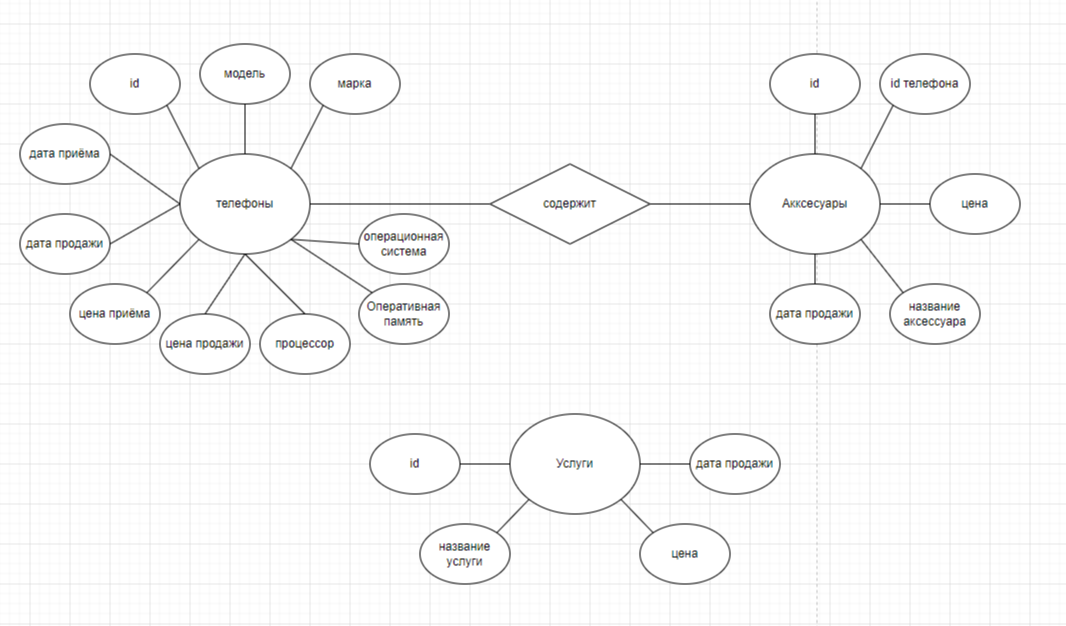 id
модель
марка
дата приёма
телефоны
дата продажи
цена приёма
цена продажи
процессор
операционная
система
Оперативная
память
содержит
id
id телефона
Акксесуары
цена
дата продажи
название
аксессуара
id
Услуги
дата продажи
название
услуги
цена